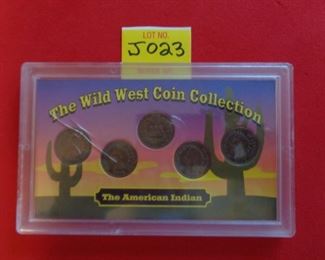 LOT NO.
J023
The Wild West Coin Collection
The American Indian